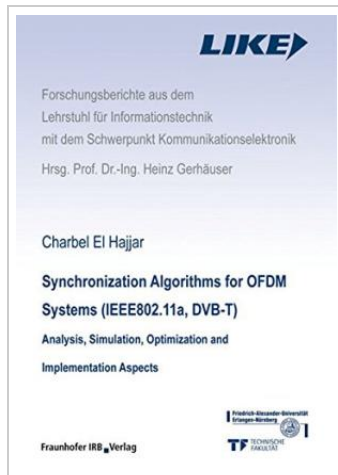 LIKE
Forschungsberichte aus dem
Lehrstuhl für Informationstechnik
mit dem Schwerpunkt Kommunikationselektronik
Hrsg. Prof. Dr.-Ing. Heinz Gerhäuser
Charbel El Hajjar
Synchronization Algorithms for OFDM
Systems (IEEE802.11a, DVB-T)
Analysis, Simulation, Optimization and
Implementation Aspects
Friedrich-Alexander-Universität
Erlangen-Nürnberg
Fraunhofer IRB Verlag
TF TECHNISCHE
FAKULTÄT